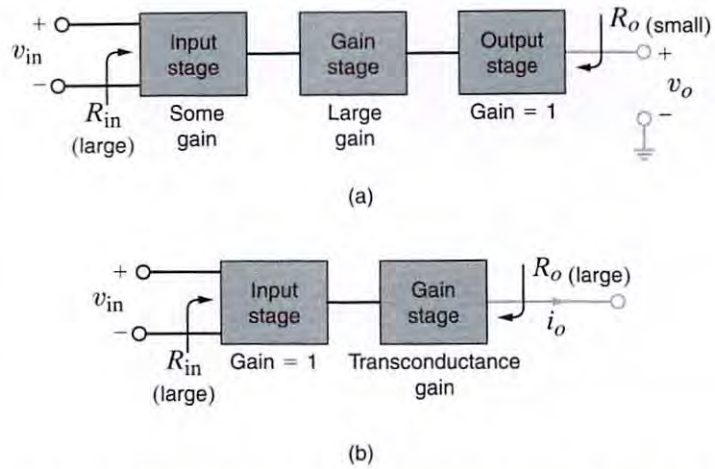 +
v_in
−
R_in
(large)
Input
stage
Some
gain
Gain
stage
Large
gain
Output
stage
Gain = 1
R_o (small)
+
v_o
−
(a)
+
v_in
−
R_in
(large)
Input
stage
Gain = 1
Gain
stage
Transconductance
gain
R_o (large)
i_o
(b)